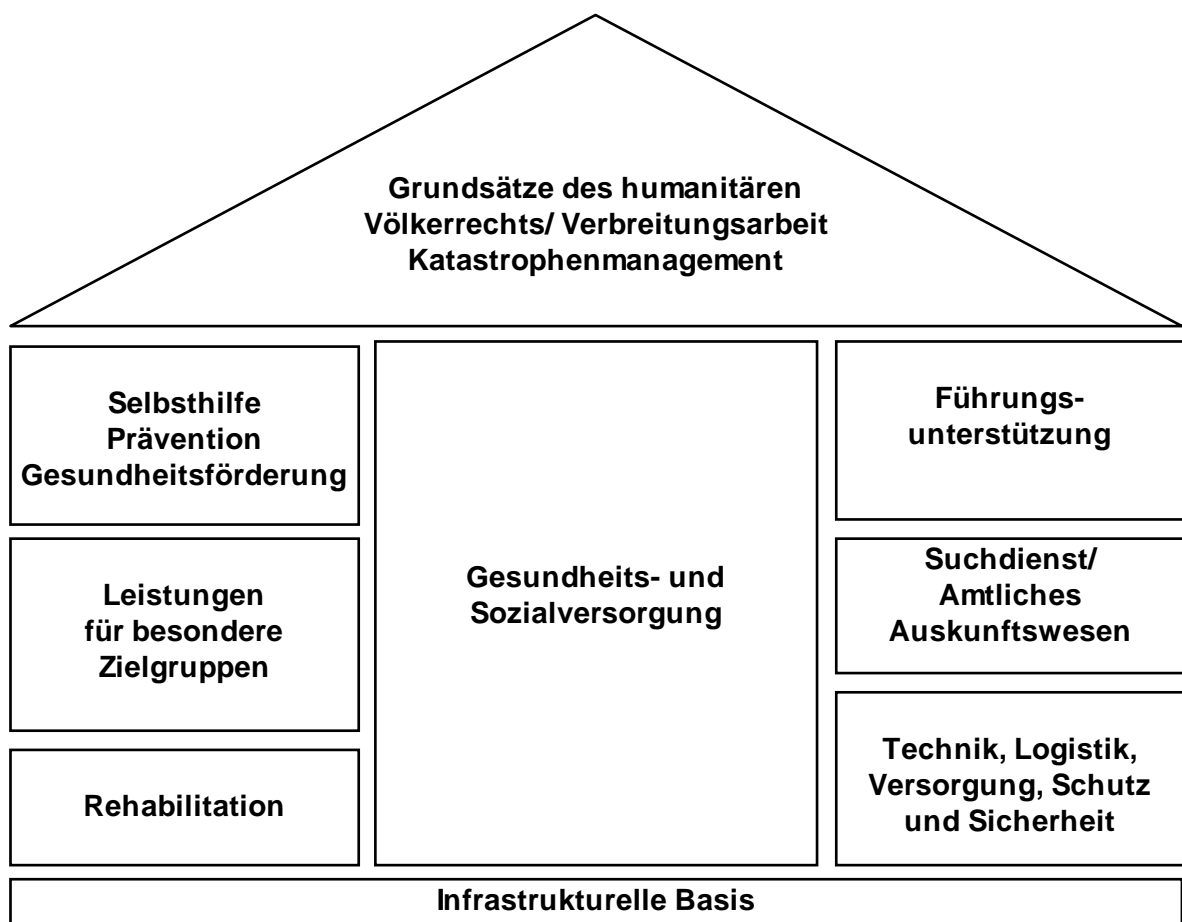 Grundsätze des humanitären
Völkerrechts/ Verbreitungsarbeit
Katastrophenmanagement
Selbsthilfe
Prävention
Gesundheitsförderung
Leistungen
für besondere
Zielgruppen
Rehabilitation
Gesundheits- und
Sozialversorgung
Führungs-
unterstützung
Suchdienst/
Amtliches
Auskunftswesen
Technik, Logistik,
Versorgung, Schutz
und Sicherheit
Infrastrukturelle Basis